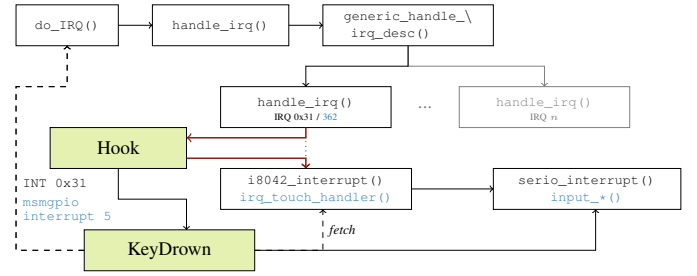 do_IRQ()
handle_irq()
generic_handle_\
irq_desc()
handle_irq()
IRQ 0x31 / 362
...
handle_irq()
IRQ n
Hook
INT 0x31
msmgpio
interrupt 5
i8042_interrupt()
irq_touch_handler()
serio_interrupt()
input_*()
fetch
KeyDrown